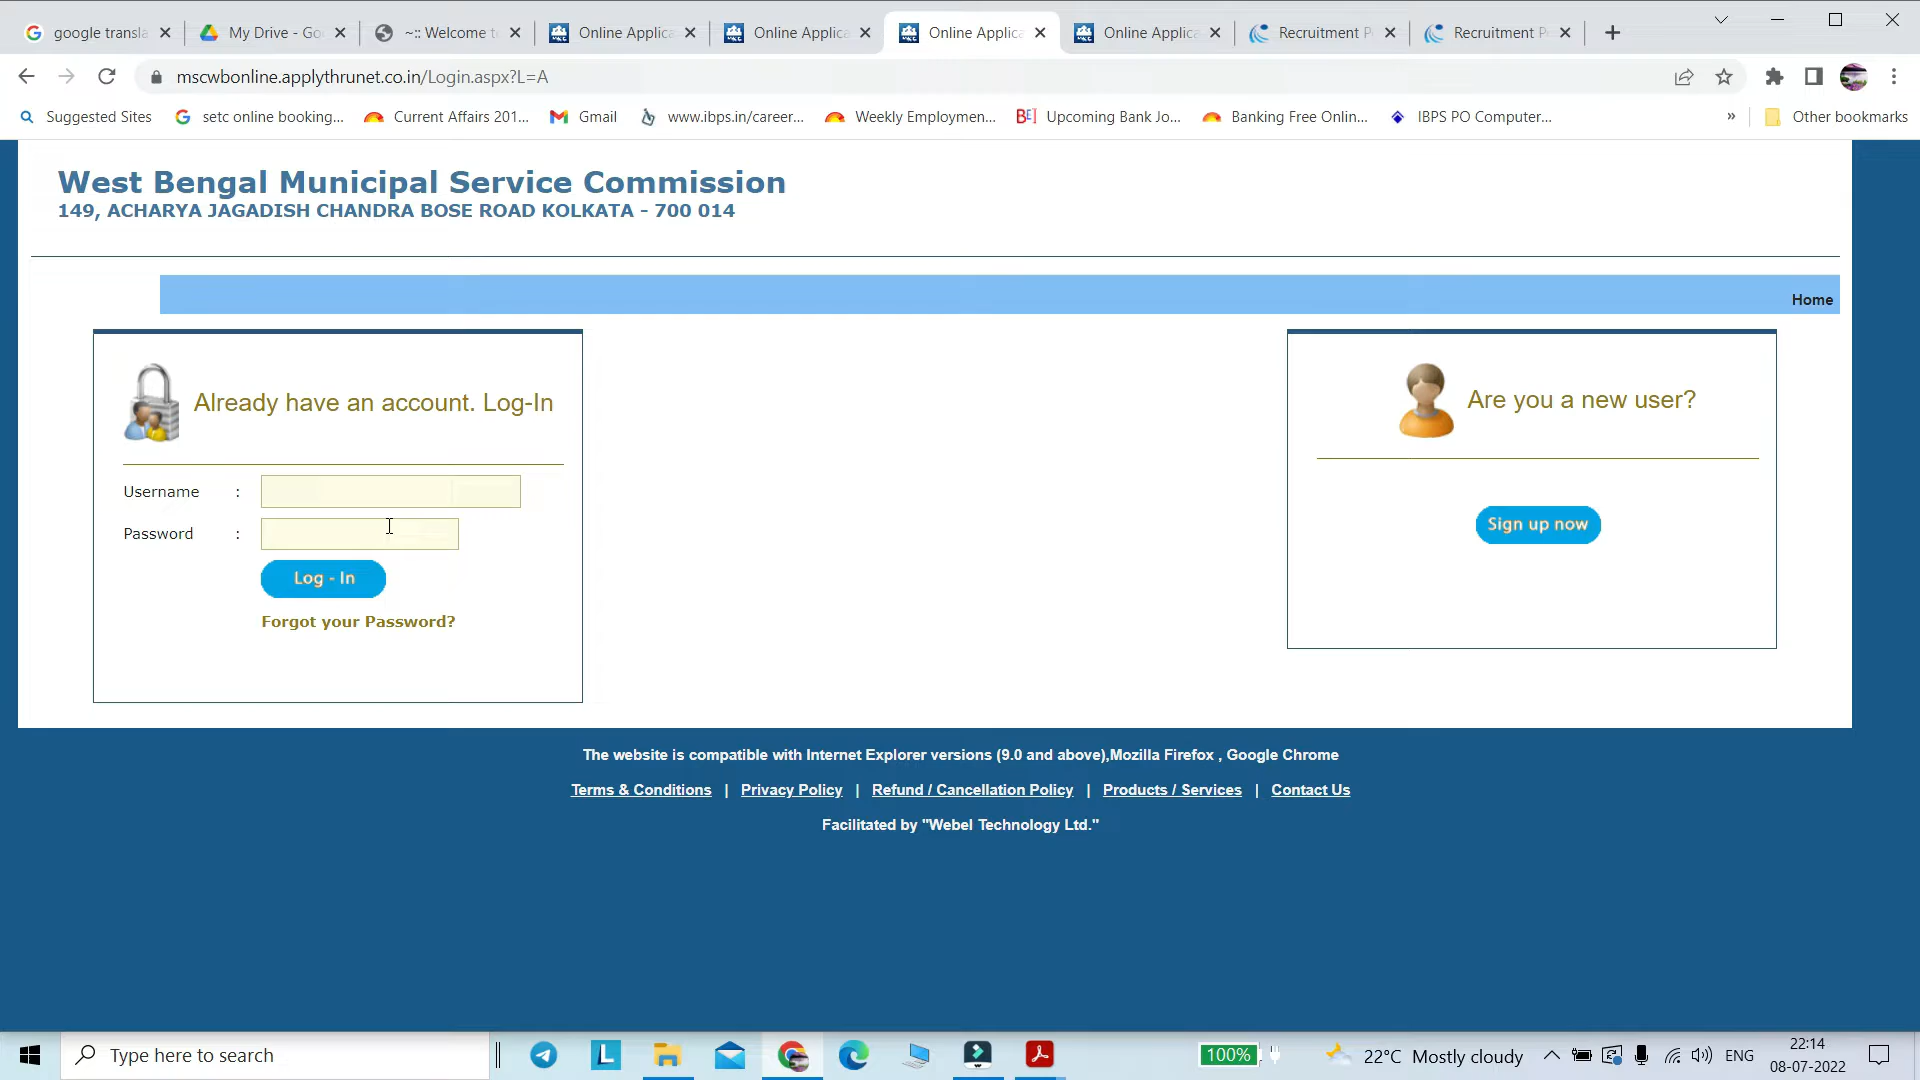 google transla
My Drive - Go
~:: Welcome t
Online Applica
Online Applica
Online Applica
Online Applica
Recruitment P
Recruitment P
mscwbonline.applythrunet.co.in/Login.aspx?L=A
Suggested Sites
setc online booking...
Current Affairs 201...
Gmail
www.ibps.in/career...
Weekly Employmen...
BEJ Upcoming Bank Jo...
Banking Free Onlin...
IBPS PO Computer...
»
Other bookmarks
West Bengal Municipal Service Commission
149, ACHARYA JAGADISH CHANDRA BOSE ROAD KOLKATA - 700 014
Home
Already have an account. Log-In
Username :
Password :
Log - In
Forgot your Password?
Are you a new user?
Sign up now
The website is compatible with Internet Explorer versions (9.0 and above),Mozilla Firefox , Google Chrome
Terms & Conditions | Privacy Policy | Refund / Cancellation Policy | Products / Services | Contact Us
Facilitated by "Webel Technology Ltd."
Type here to search
L
100%
22°C Mostly cloudy
ENG
22:14
08-07-2022